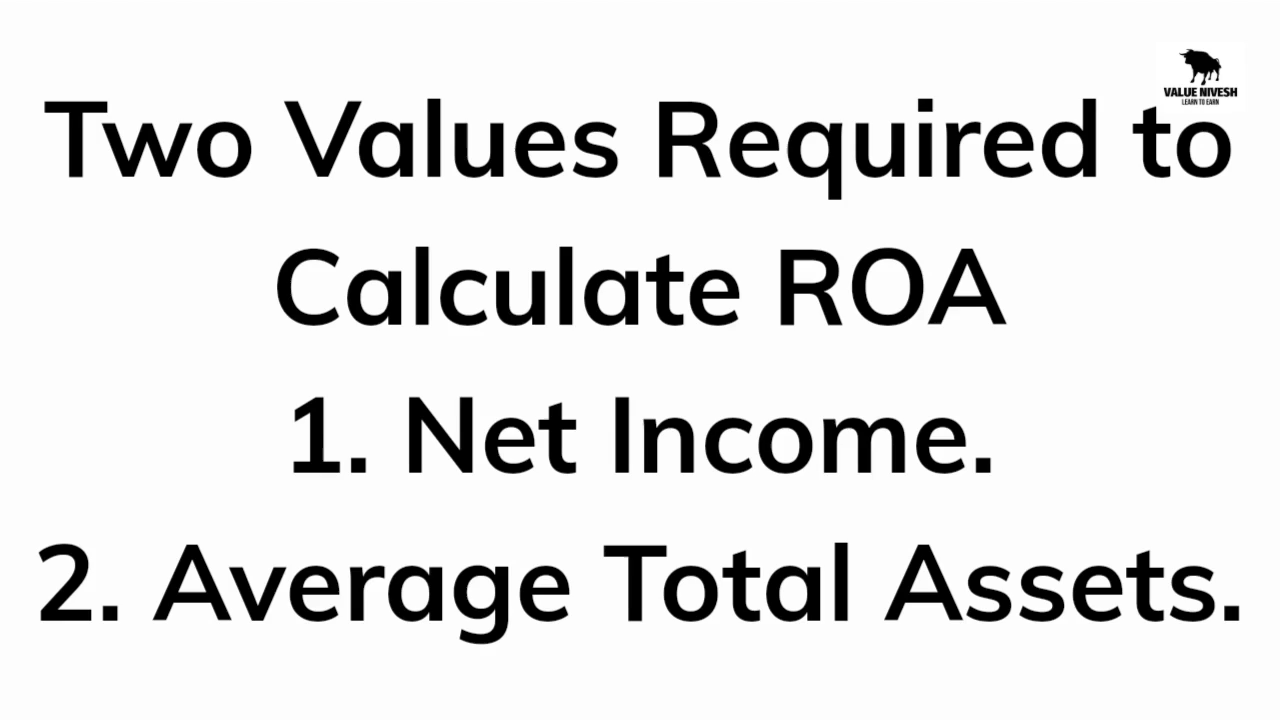 VALUE NIVESH
LEARN TO EARN
Two Values Required to
Calculate ROA
1. Net Income.
2. Average Total Assets.